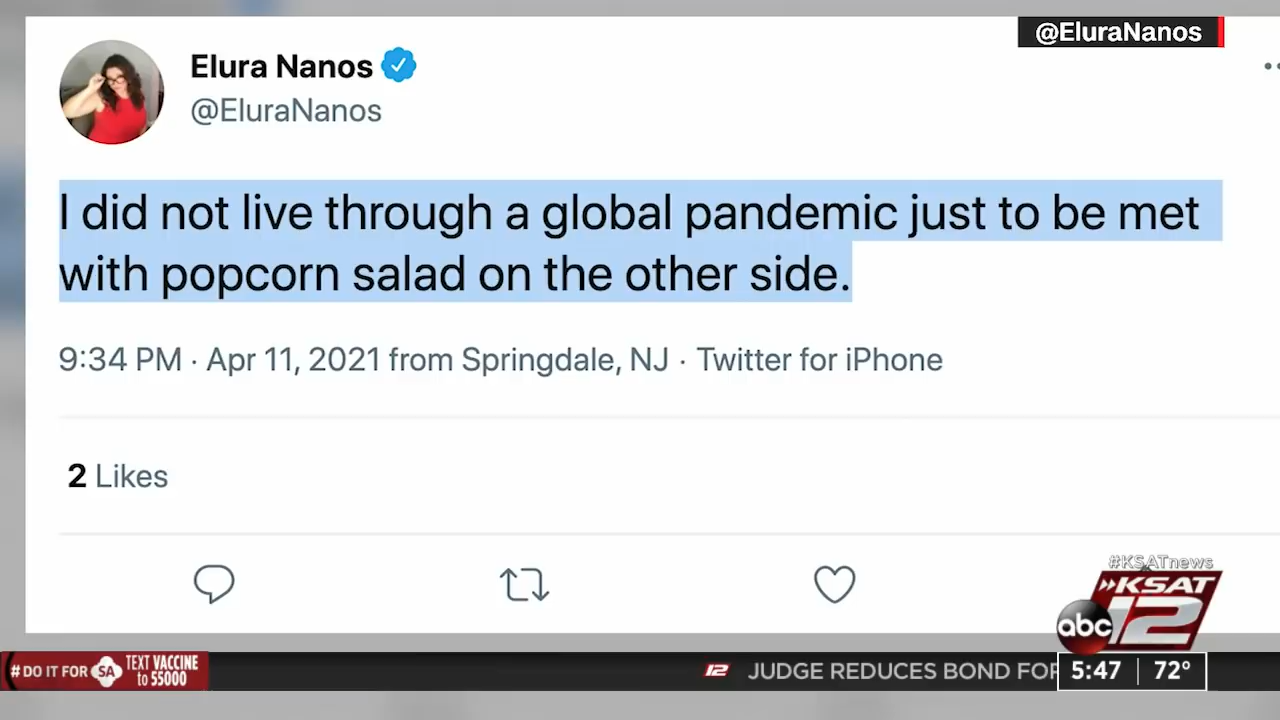 @EluraNanos
Elura Nanos
@EluraNanos
I did not live through a global pandemic just to be met
with popcorn salad on the other side.
9:34 PM · Apr 11, 2021 from Springdale, NJ · Twitter for iPhone
2 Likes
#KSATnews
KSAT
abc 12
#DO IT FOR SA TEXT VACCINE
to 55000
12 JUDGE REDUCES BOND FOR
5:47 72°